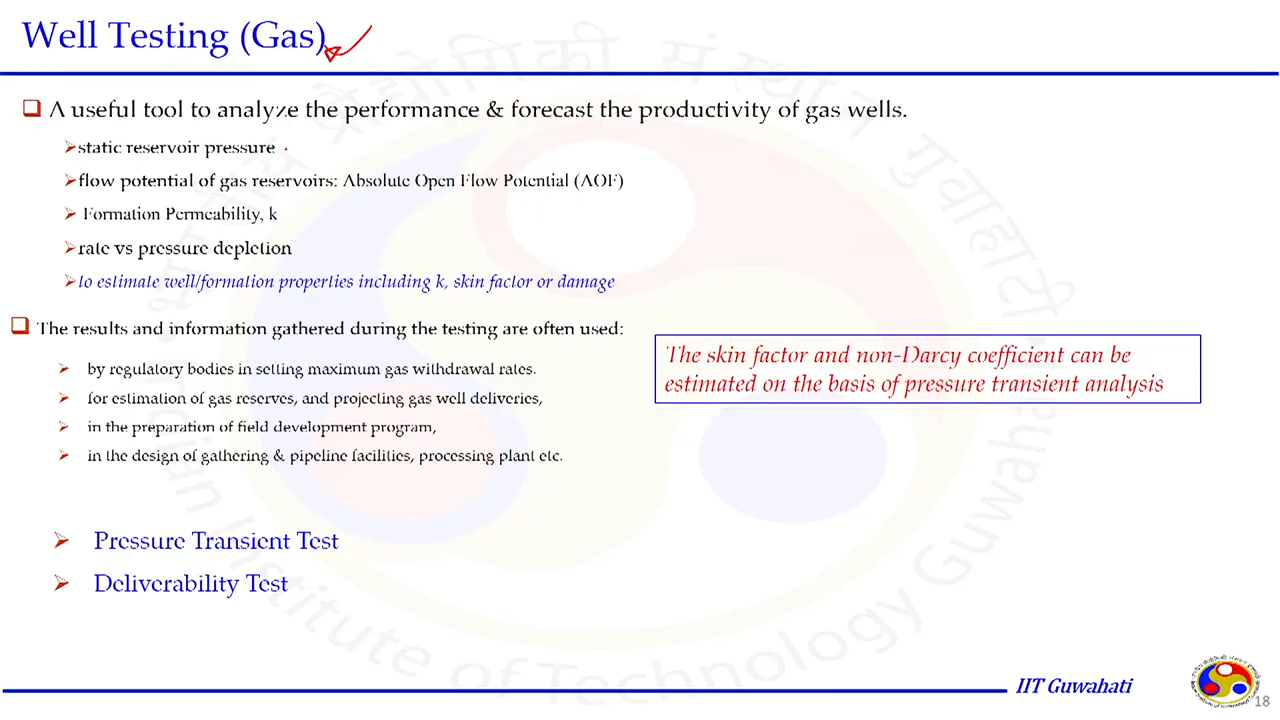 Well Testing (Gas)
A useful tool to analyze the performance & forecast the productivity of gas wells.
static reservoir pressure
flow potential of gas reservoirs: Absolute Open Flow Potential (AOF)
Formation Permeability, k
rate vs pressure depletion
to estimate well/formation properties including k, skin factor or damage
The results and information gathered during the testing are often used:
by regulatory bodies in setting maximum gas withdrawal rates.
for estimation of gas reserves, and projecting gas well deliveries,
in the preparation of field development program,
in the design of gathering & pipeline facilities, processing plant etc.
The skin factor and non-Darcy coefficient can be
estimated on the basis of pressure transient analysis
Pressure Transient Test
Deliverability Test
IIT Guwahati
18
Indian Institute of Technology Guwahati